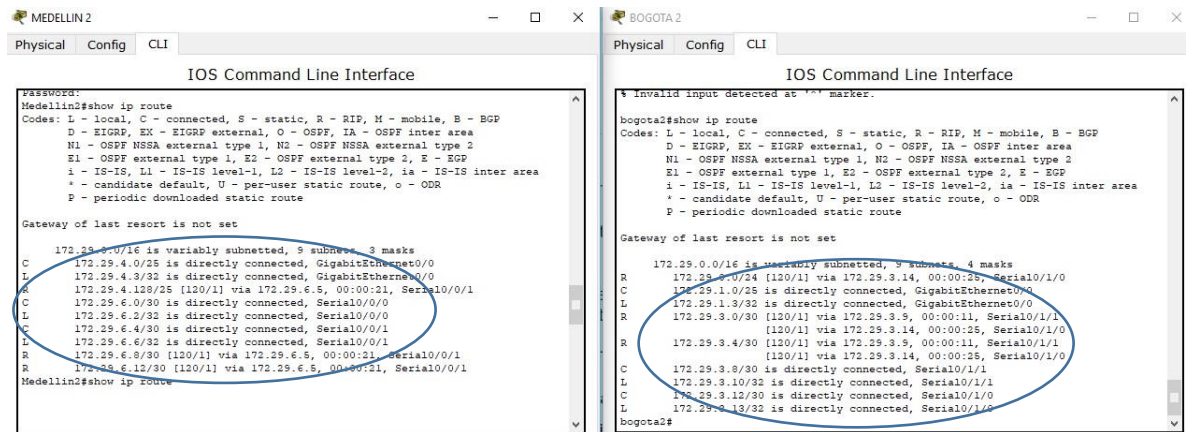 MEDELLIN 2
Physical Config CLI
IOS Command Line Interface
Password:
Medellin2#show ip route
Codes: L - local, C - connected, S - static, R - RIP, M - mobile, B - BGP
D - EIGRP, EX - EIGRP external, O - OSPF, IA - OSPF inter area
N1 - OSPF NSSA external type 1, N2 - OSPF NSSA external type 2
E1 - OSPF external type 1, E2 - OSPF external type 2, E - EGP
i - IS-IS, L1 - IS-IS level-1, L2 - IS-IS level-2, ia - IS-IS inter area
* - candidate default, U - per-user static route, o - ODR
P - periodic downloaded static route
Gateway of last resort is not set
172.29.0.0/16 is variably subnetted, 9 subnets, 3 masks
C 172.29.4.0/25 is directly connected, GigabitEthernet0/0
L 172.29.4.3/32 is directly connected, GigabitEthernet0/0
R 172.29.4.128/25 [120/1] via 172.29.6.5, 00:00:21, Serial0/0/1
C 172.29.6.0/30 is directly connected, Serial0/0/0
L 172.29.6.2/32 is directly connected, Serial0/0/0
C 172.29.6.4/30 is directly connected, Serial0/0/1
L 172.29.6.6/32 is directly connected, Serial0/0/1
R 172.29.6.8/30 [120/1] via 172.29.6.5, 00:00:21, Serial0/0/1
R 172.29.6.12/30 [120/1] via 172.29.6.5, 00:00:21, Serial0/0/1
Medellin2#show ip route
BOGOTA 2
Physical Config CLI
IOS Command Line Interface
% Invalid input detected at '^' marker.
bogota2#show ip route
Codes: L - local, C - connected, S - static, R - RIP, M - mobile, B - BGP
D - EIGRP, EX - EIGRP external, O - OSPF, IA - OSPF inter area
N1 - OSPF NSSA external type 1, N2 - OSPF NSSA external type 2
E1 - OSPF external type 1, E2 - OSPF external type 2, E - EGP
i - IS-IS, L1 - IS-IS level-1, L2 - IS-IS level-2, ia - IS-IS inter area
* - candidate default, U - per-user static route, o - ODR
P - periodic downloaded static route
Gateway of last resort is not set
172.29.0.0/16 is variably subnetted, 9 subnets, 4 masks
R 172.29.0.0/24 [120/1] via 172.29.3.14, 00:00:25, Serial0/1/0
C 172.29.1.0/25 is directly connected, GigabitEthernet0/0
L 172.29.1.3/32 is directly connected, GigabitEthernet0/0
R 172.29.3.0/30 [120/1] via 172.29.3.9, 00:00:11, Serial0/1/1
[120/1] via 172.29.3.14, 00:00:25, Serial0/1/0
R 172.29.3.4/30 [120/1] via 172.29.3.9, 00:00:11, Serial0/1/1
[120/1] via 172.29.3.14, 00:00:25, Serial0/1/0
C 172.29.3.8/30 is directly connected, Serial0/1/1
L 172.29.3.10/32 is directly connected, Serial0/1/1
C 172.29.3.12/30 is directly connected, Serial0/1/0
L 172.29.3.13/32 is directly connected, Serial0/1/0
bogota2#